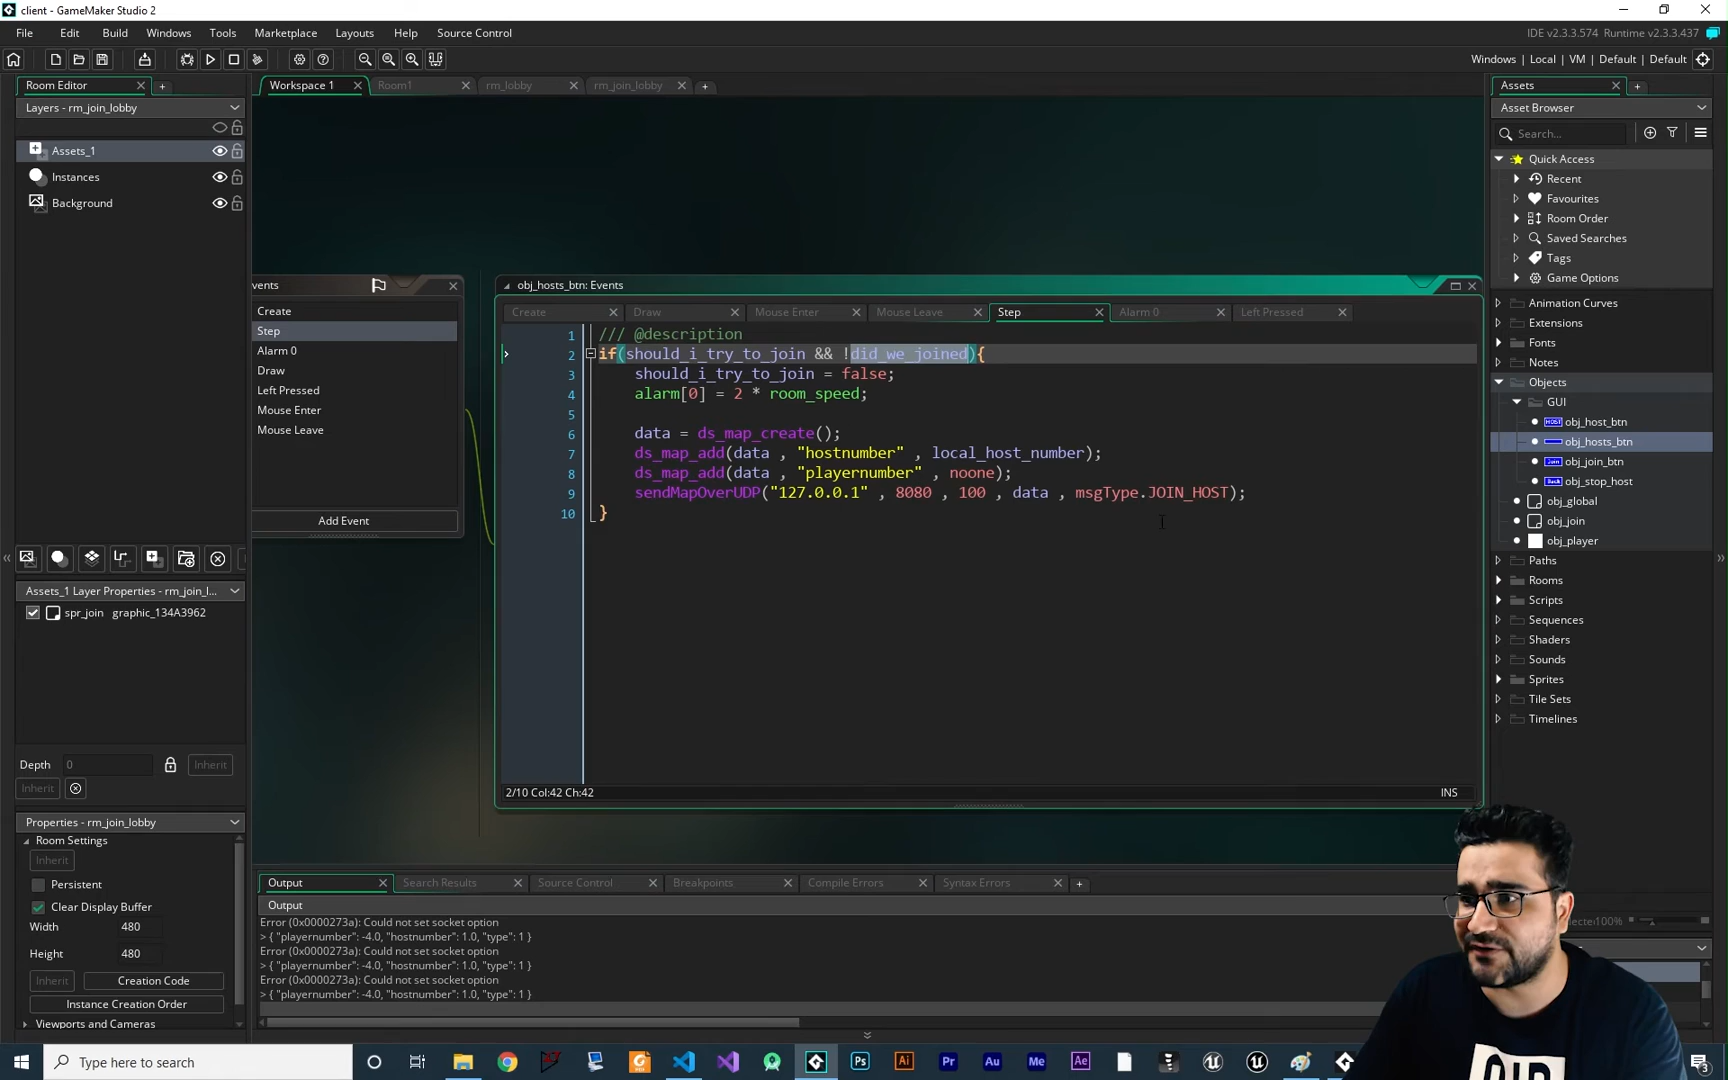 client - GameMaker Studio 2
File Edit Build Windows Tools Marketplace Layouts Help Source Control
IDE v2.3.3.574 Runtime v2.3.3.437
Windows | Local | VM | Default | Default
Room Editor
Workspace 1 Room1 rm_lobby rm_join_lobby
Assets
Layers - rm_join_lobby
Asset Browser
Search...
Assets_1
Instances
Background
Quick Access
Recent
Favourites
Room Order
Saved Searches
Tags
Game Options
Animation Curves
Extensions
Fonts
Notes
Objects
GUI
obj_host_btn
obj_hosts_btn
obj_join_btn
obj_stop_host
obj_global
obj_join
obj_player
Paths
Rooms
Scripts
Sequences
Shaders
Sounds
Sprites
Tile Sets
Timelines
vents
Create
Step
Alarm 0
Draw
Left Pressed
Mouse Enter
Mouse Leave
Add Event
obj_hosts_btn: Events
Create Draw Mouse Enter Mouse Leave Step Alarm 0 Left Pressed
1 /// @description
2 if(should_i_try_to_join && !did_we_joined){
3 should_i_try_to_join = false;
4 alarm[0] = 2 * room_speed;
5
6 data = ds_map_create();
7 ds_map_add(data , "hostnumber" , local_host_number);
8 ds_map_add(data , "playernumber" , noone);
9 sendMapOverUDP("127.0.0.1" , 8080 , 100 , data , msgType.JOIN_HOST);
10 }
2/10 Col:42 Ch:42
INS
Assets_1 Layer Properties - rm_join_l...
spr_join graphic_134A3962
Depth 0 Inherit
Inherit
Properties - rm_join_lobby
Room Settings
Inherit
Persistent
Clear Display Buffer
Width 480
Height 480
Inherit Creation Code
Instance Creation Order
Viewports and Cameras
Output Search Results Source Control Breakpoints Compile Errors Syntax Errors
Output
Error (0x0000273a): Could not set socket option
> { "playernumber": -4.0, "hostnumber": 1.0, "type": 1 }
Error (0x0000273a): Could not set socket option
> { "playernumber": -4.0, "hostnumber": 1.0, "type": 1 }
Error (0x0000273a): Could not set socket option
> { "playernumber": -4.0, "hostnumber": 1.0, "type": 1 }
100%
Type here to search
Ps Ai Pr Au Me Ae
3